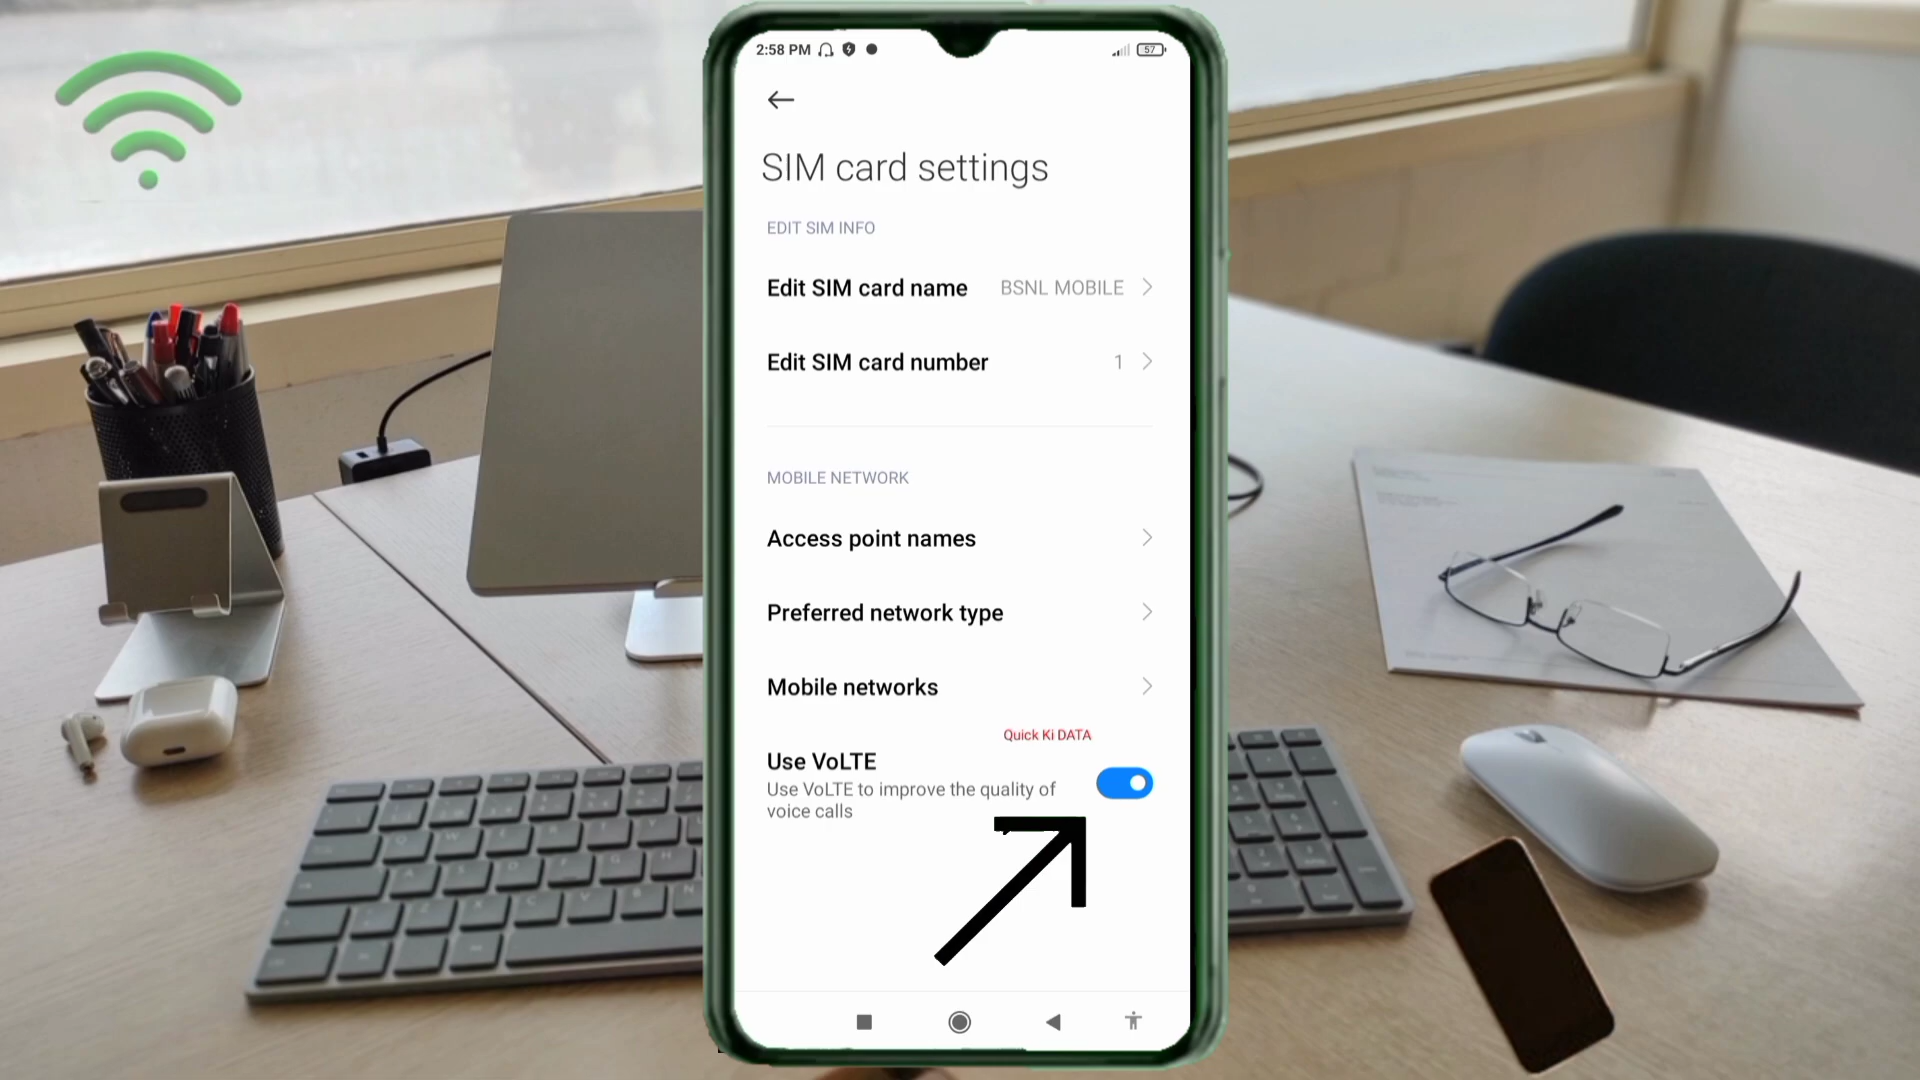 2:58 PM
57
SIM card settings
EDIT SIM INFO
Edit SIM card name BSNL MOBILE
Edit SIM card number 1
MOBILE NETWORK
Access point names
Preferred network type
Mobile networks
Quick Ki DATA
Use VoLTE
Use VoLTE to improve the quality of
voice calls